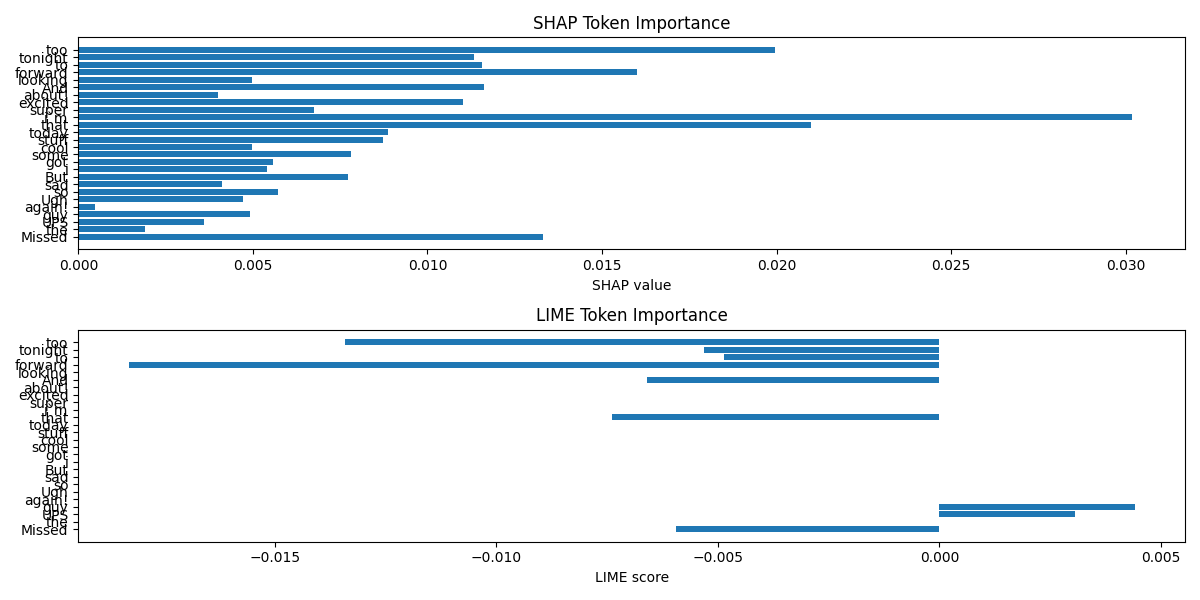 SHAP Token Importance
too
tonight
to
forward
looking
And
about!
excited
super
I'm
that
today
stuff
cool
some
got
I
But
sad
so
Ugh
again!
guy
UPS
the
Missed
0.000 0.005 0.010 0.015 0.020 0.025 0.030
SHAP value
LIME Token Importance
too
tonight
to
forward
looking
And
about!
excited
super
I'm
that
today
stuff
cool
some
got
I
But
sad
so
Ugh
again!
guy
UPS
the
Missed
−0.015 −0.010 −0.005 0.000 0.005
LIME score